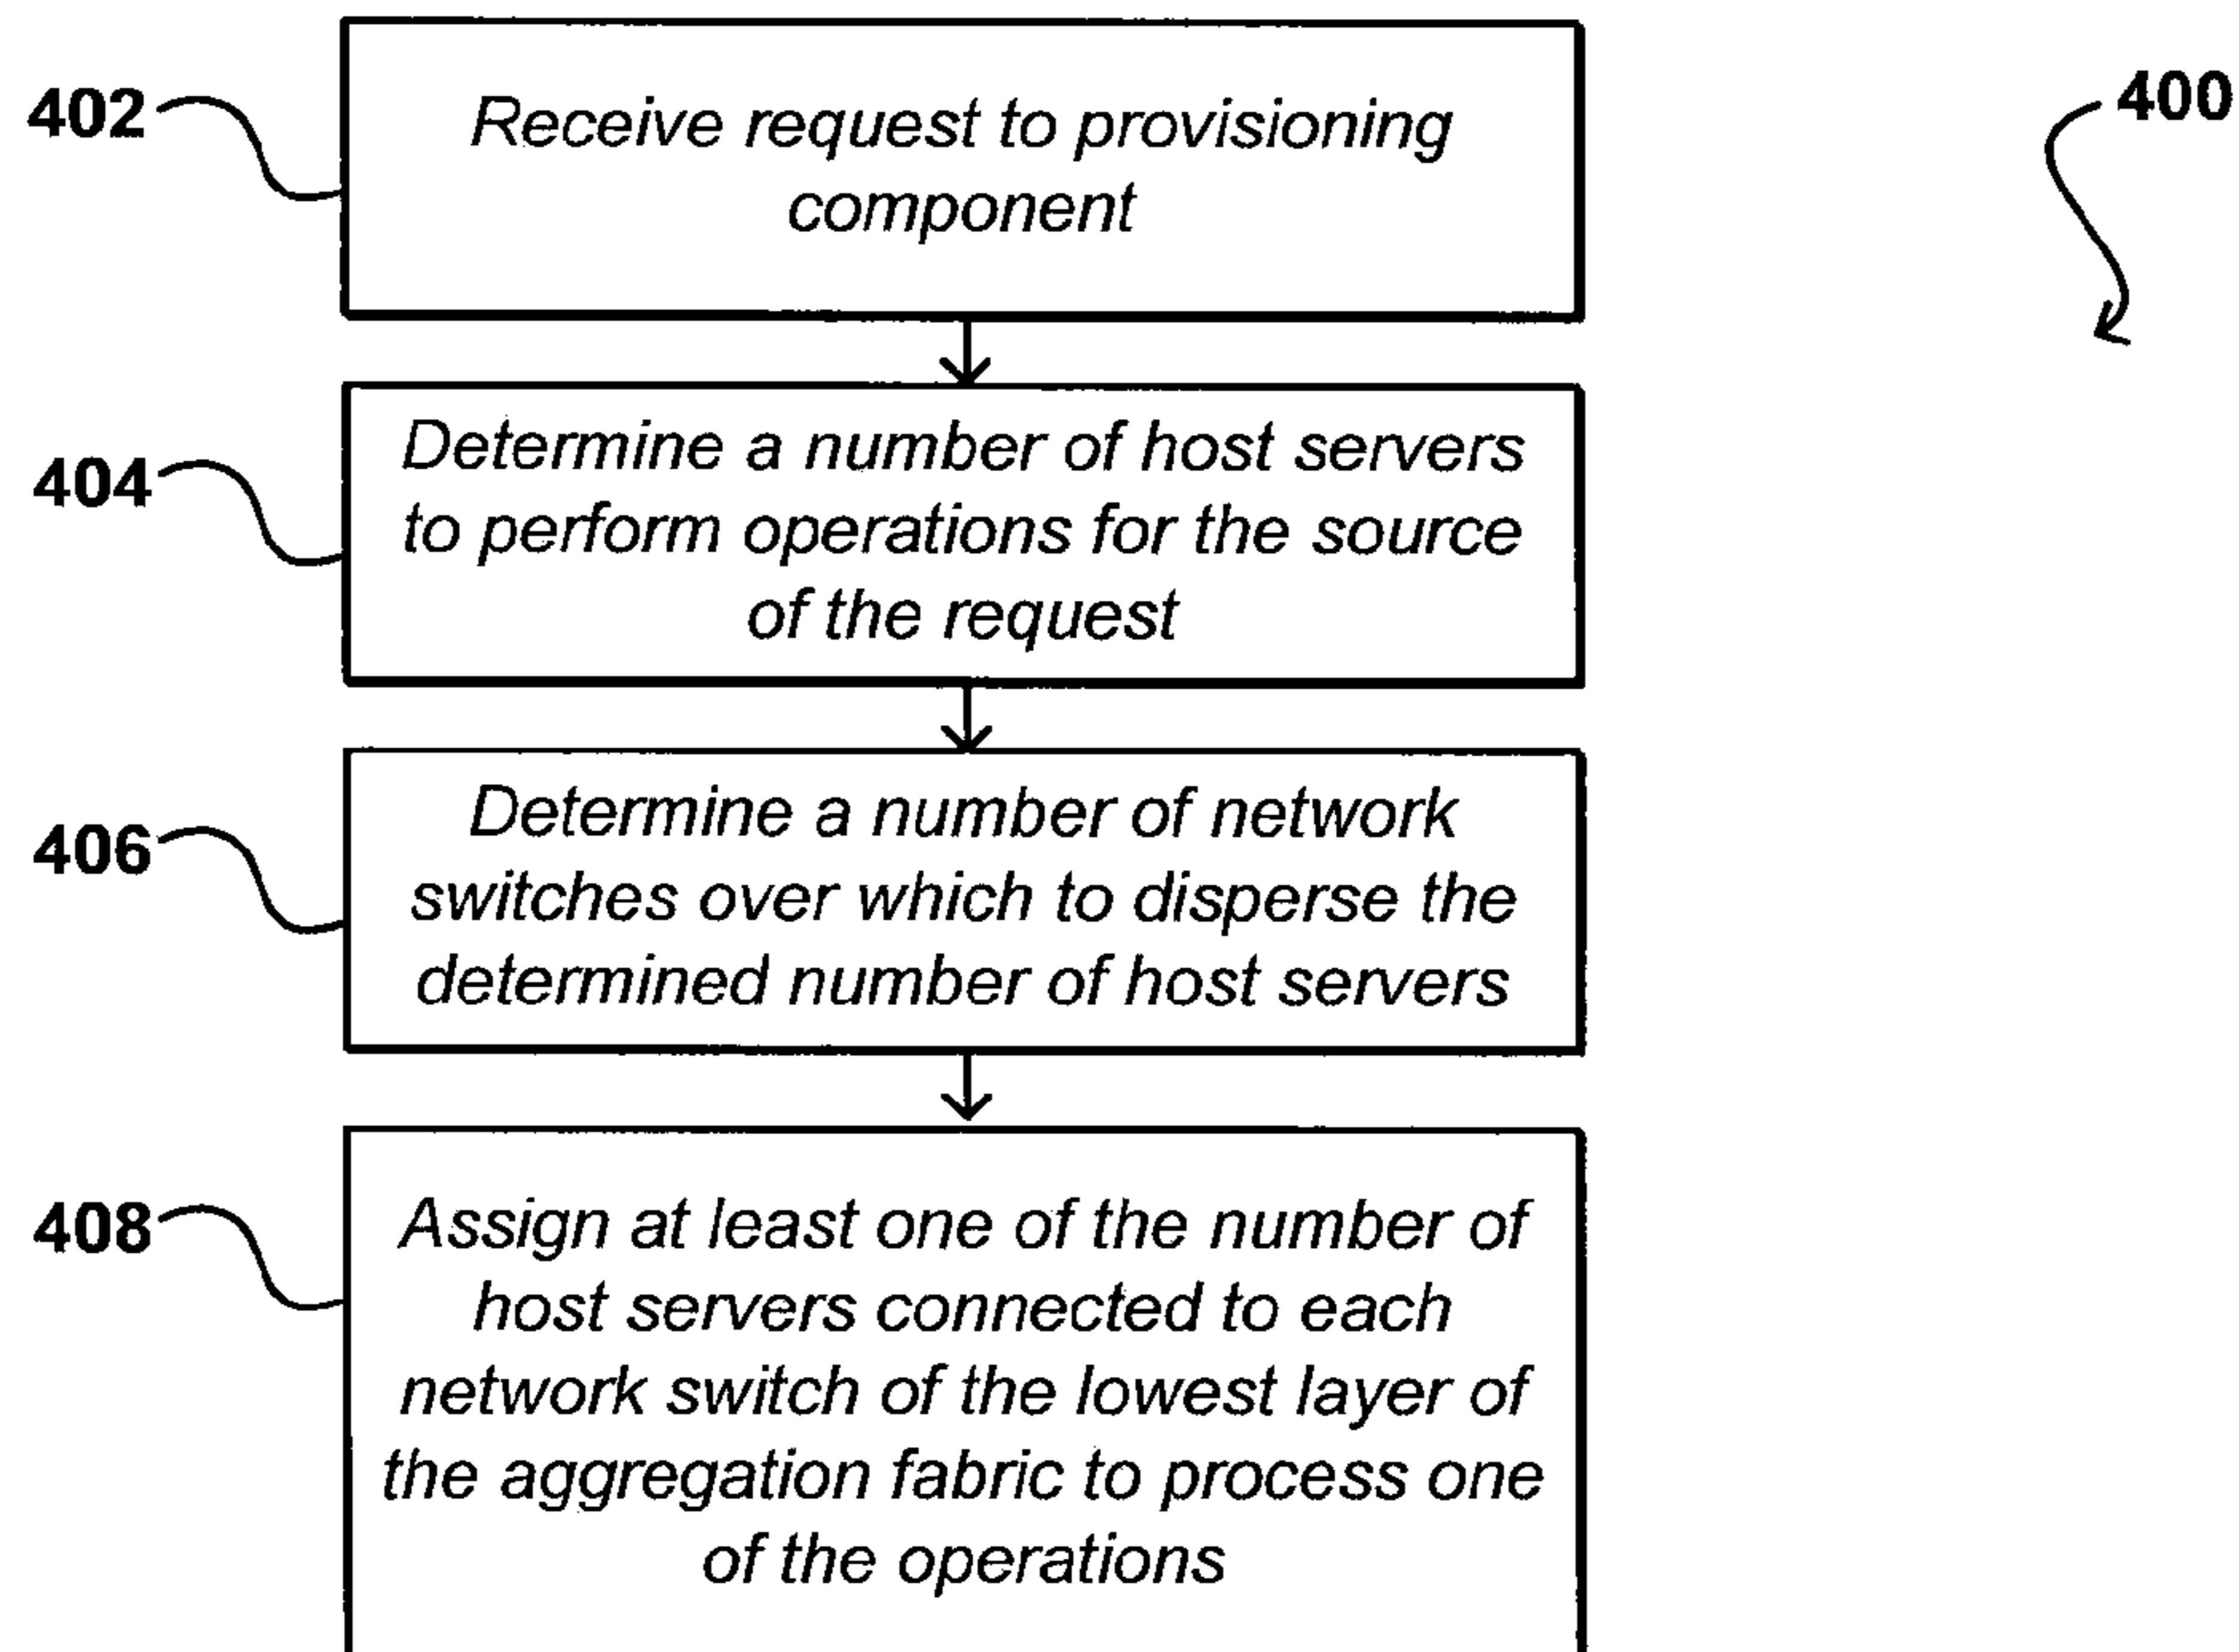 402
Receive request to provisioning
component
400
404
Determine a number of host servers
to perform operations for the source
of the request
406
Determine a number of network
switches over which to disperse the
determined number of host servers
408
Assign at least one of the number of
host servers connected to each
network switch of the lowest layer of
the aggregation fabric to process one
of the operations